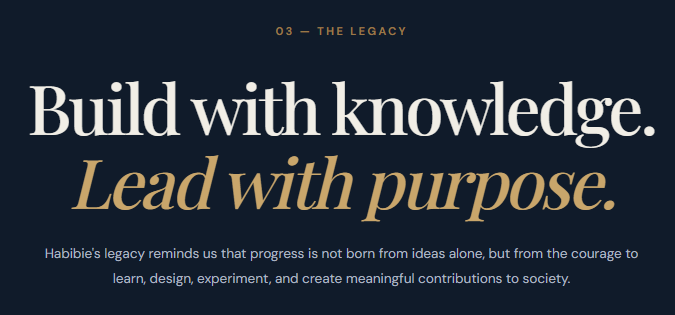 03 — THE LEGACY
Build with knowledge.
Lead with purpose.
Habibie's legacy reminds us that progress is not born from ideas alone, but from the courage to
learn, design, experiment, and create meaningful contributions to society.